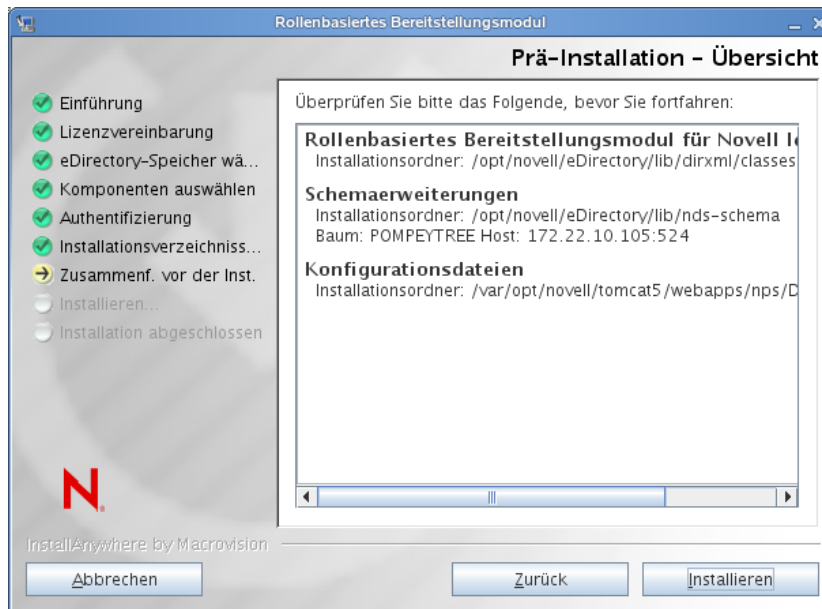 Rollenbasiertes Bereitstellungsmodul
Prä-Installation - Übersicht
Einführung
Lizenzvereinbarung
eDirectory-Speicher wä...
Komponenten auswählen
Authentifizierung
Installationsverzeichniss...
Zusammenf. vor der Inst.
Installieren...
Installation abgeschlossen
Überprüfen Sie bitte das Folgende, bevor Sie fortfahren:
Rollenbasiertes Bereitstellungsmodul für Novell
Installationsordner: /opt/novell/eDirectory/lib/dirxml/classes
Schemaerweiterungen
Installationsordner: /opt/novell/eDirectory/lib/nds-schema
Baum: POMPEYTREE Host: 172.22.10.105:524
Konfigurationsdateien
Installationsordner: /var/opt/novell/tomcat5/webapps/nps/D
N
InstallAnywhere by Macrovision
Abbrechen
Zurück
Installieren